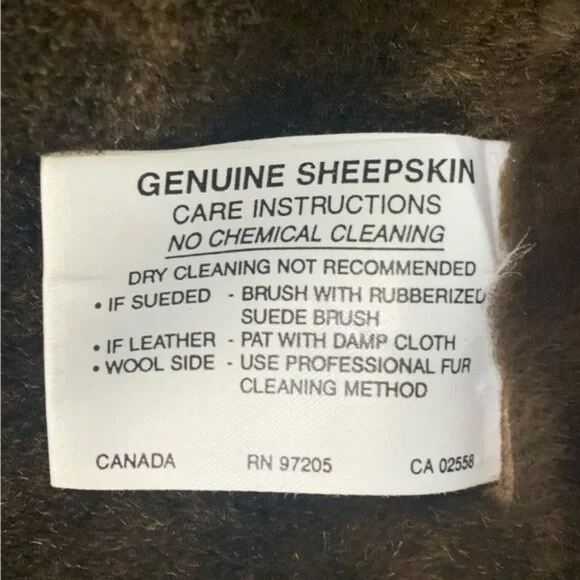 GENUINE SHEEPSKIN
CARE INSTRUCTIONS
NO CHEMICAL CLEANING
DRY CLEANING NOT RECOMMENDED
• IF SUEDED - BRUSH WITH RUBBERIZED
SUEDE BRUSH
• IF LEATHER - PAT WITH DAMP CLOTH
• WOOL SIDE - USE PROFESSIONAL FUR
CLEANING METHOD
CANADA RN 97205 CA 02558